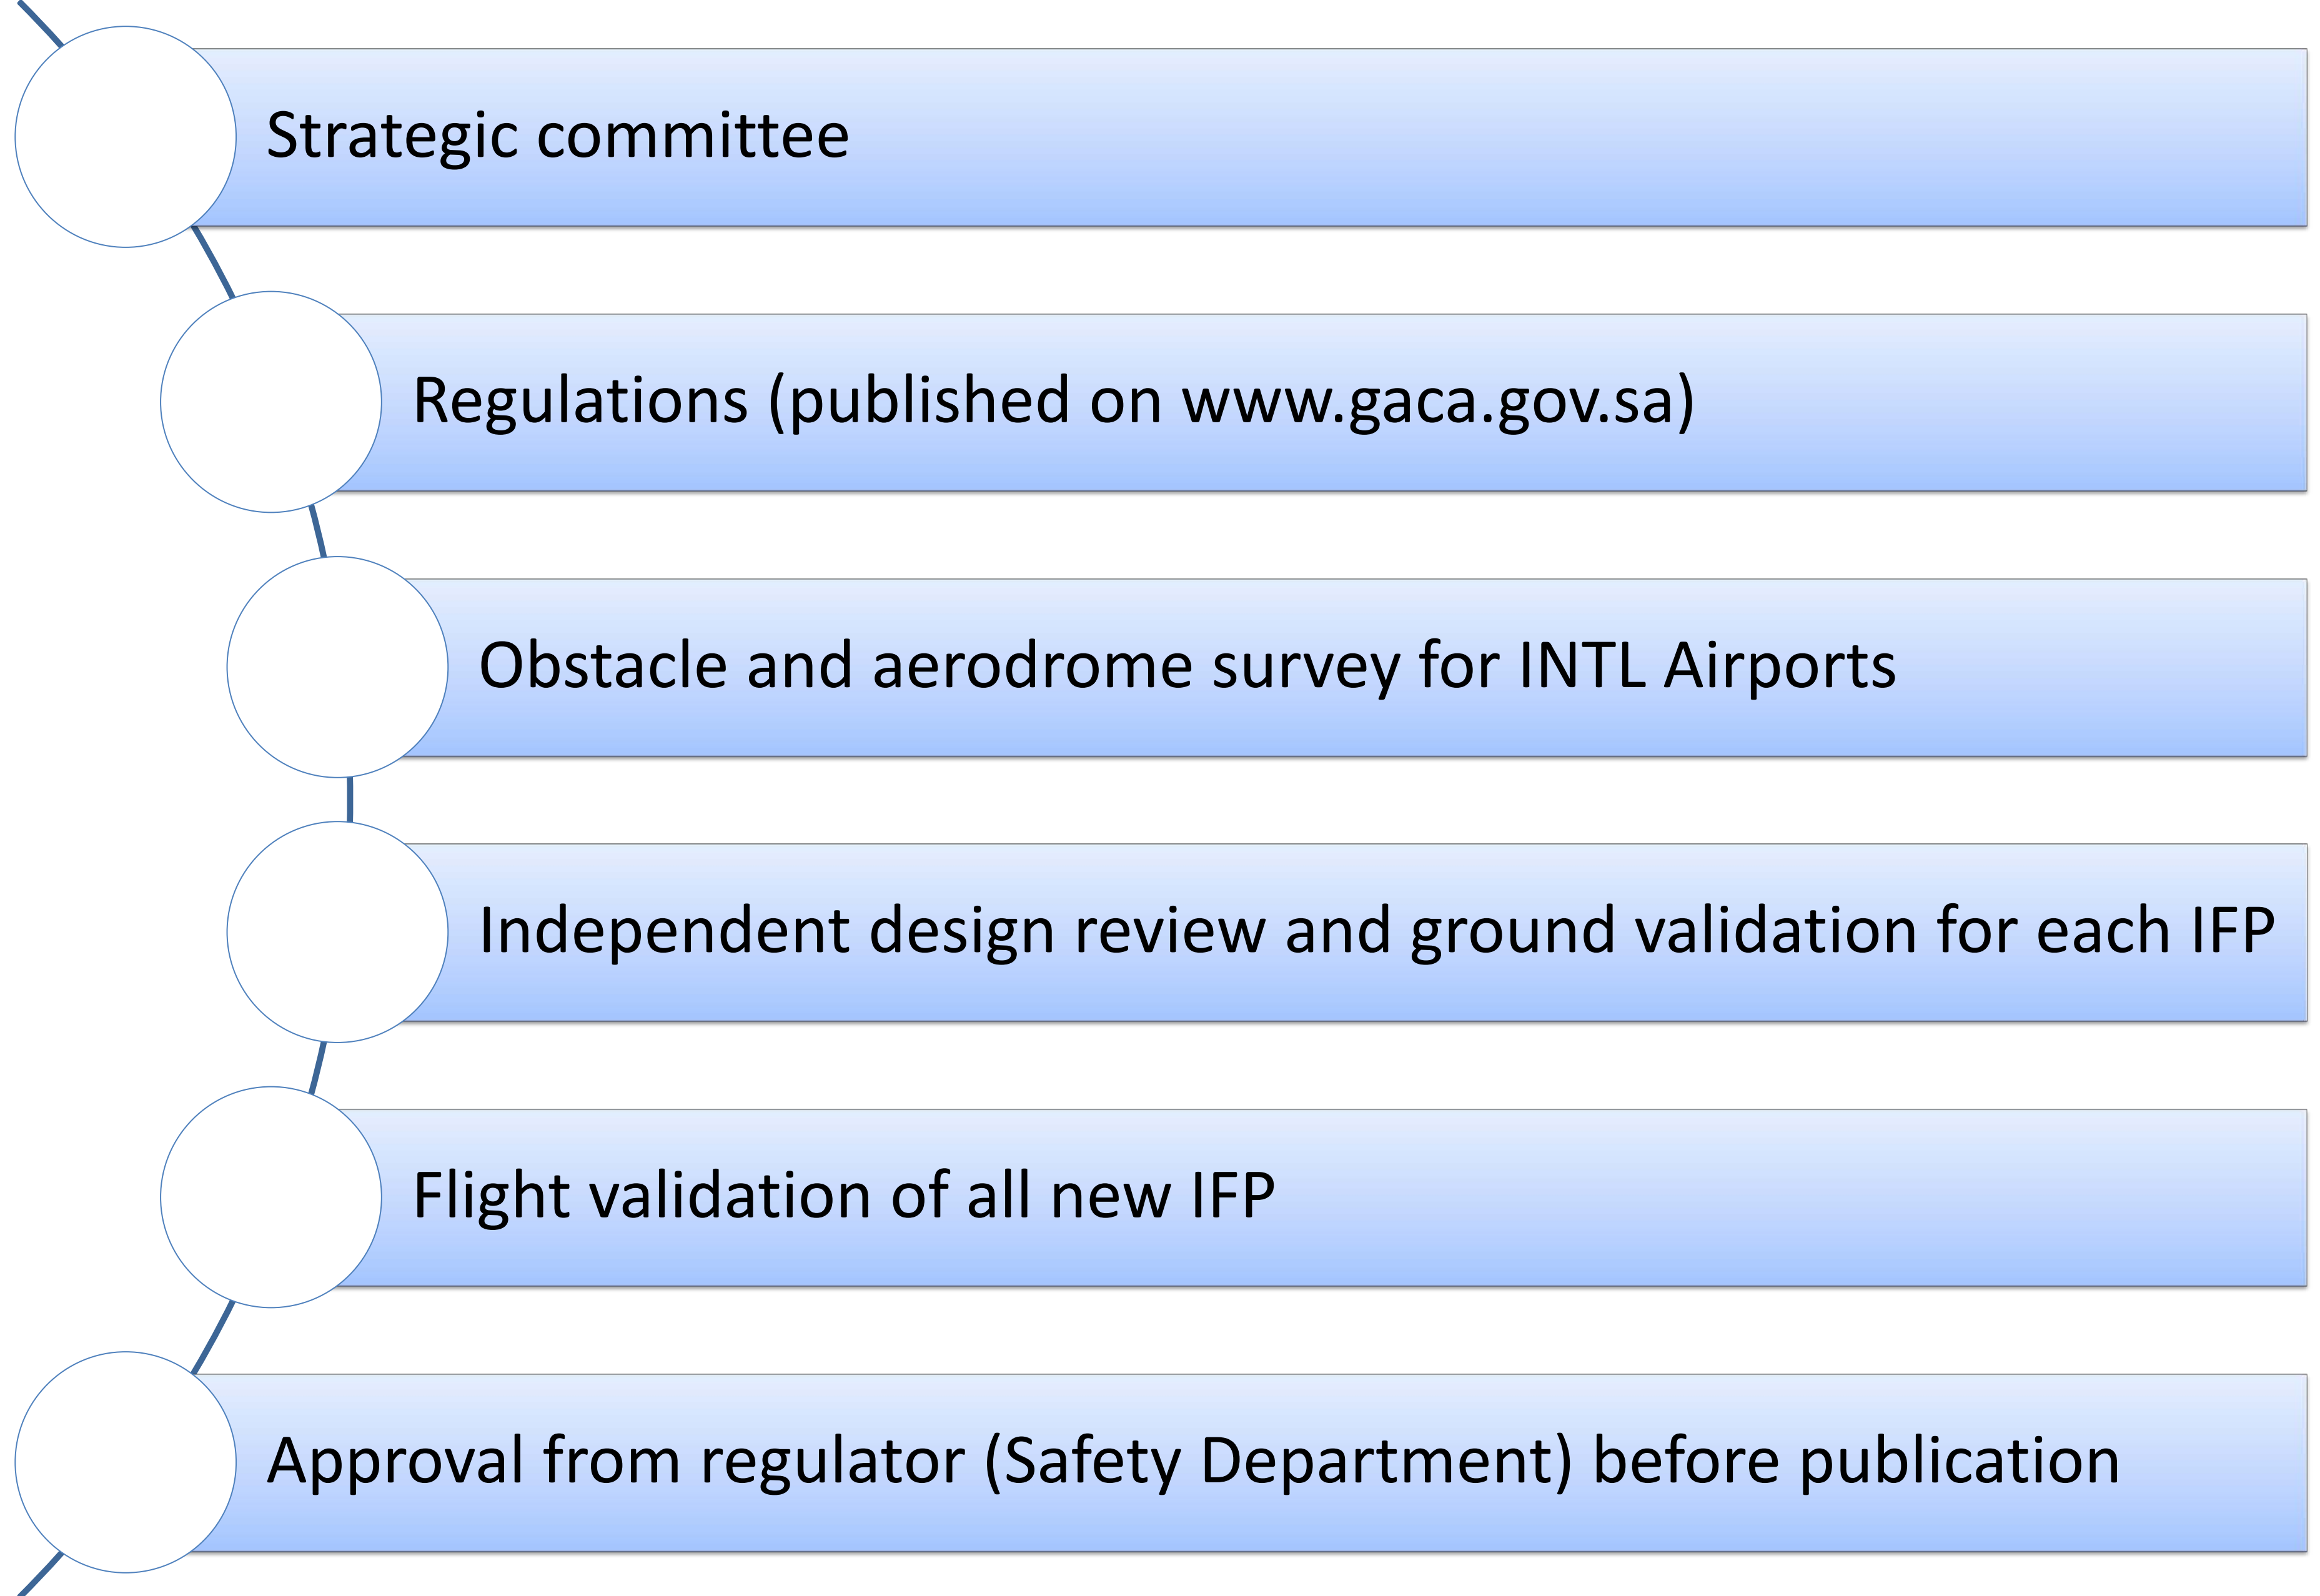 Strategic committee
Regulations (published on www.gaca.gov.sa)
Obstacle and aerodrome survey for INTL Airports
Independent design review and ground validation for each IFP
Flight validation of all new IFP
Approval from regulator (Safety Department) before publication